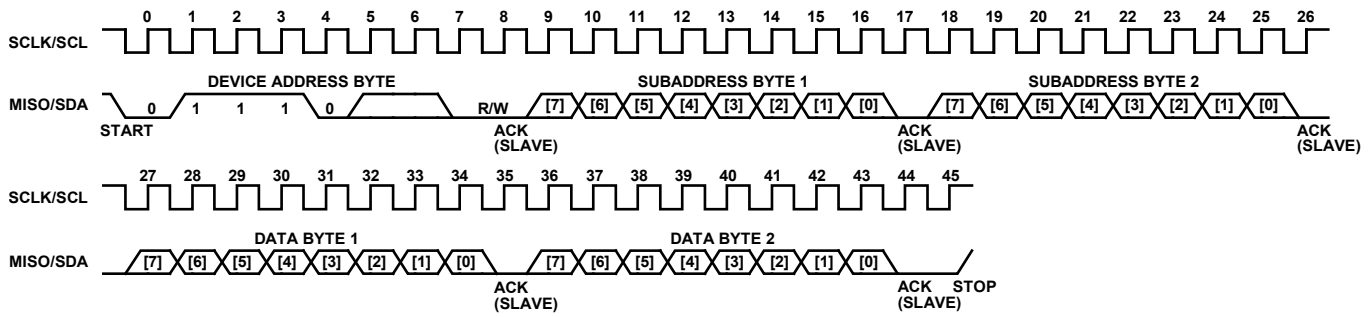 0 1 2 3 4 5 6 7 8 9 10 11 12 13 14 15 16 17 18 19 20 21 22 23 24 25 26
SCLK/SCL
DEVICE ADDRESS BYTE SUBADDRESS BYTE 1 SUBADDRESS BYTE 2
MISO/SDA 0 1 1 1 0 R/W [7] [6] [5] [4] [3] [2] [1] [0] [7] [6] [5] [4] [3] [2] [1] [0]
START ACK (SLAVE) ACK (SLAVE) ACK (SLAVE)
27 28 29 30 31 32 33 34 35 36 37 38 39 40 41 42 43 44 45
SCLK/SCL
DATA BYTE 1 DATA BYTE 2
MISO/SDA [7] [6] [5] [4] [3] [2] [1] [0] [7] [6] [5] [4] [3] [2] [1] [0]
ACK (SLAVE) ACK (SLAVE) STOP